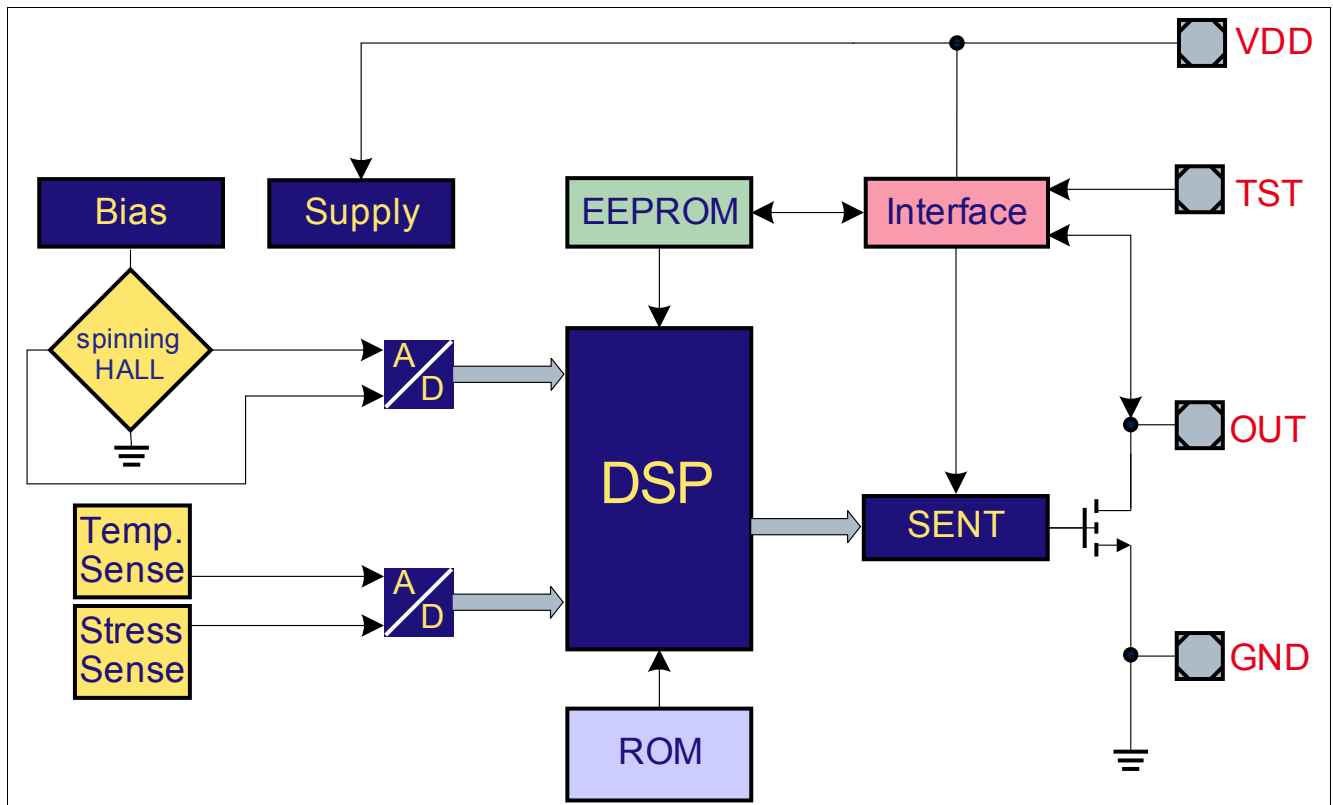 VDD
Bias
Supply
EEPROM
Interface
TST
spinning
HALL
A
D
DSP
OUT
Temp.
Sense
SENT
A
D
Stress
Sense
GND
ROM